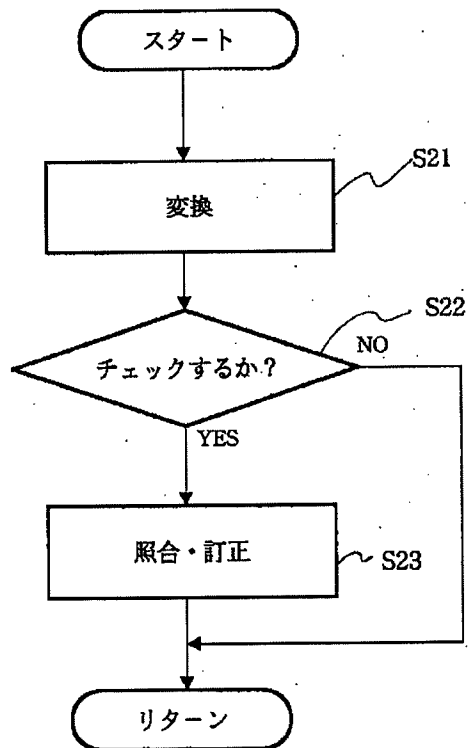 スタート
変換
S21
チェックするか?
S22
NO
YES
照合・訂正
S23
リターン